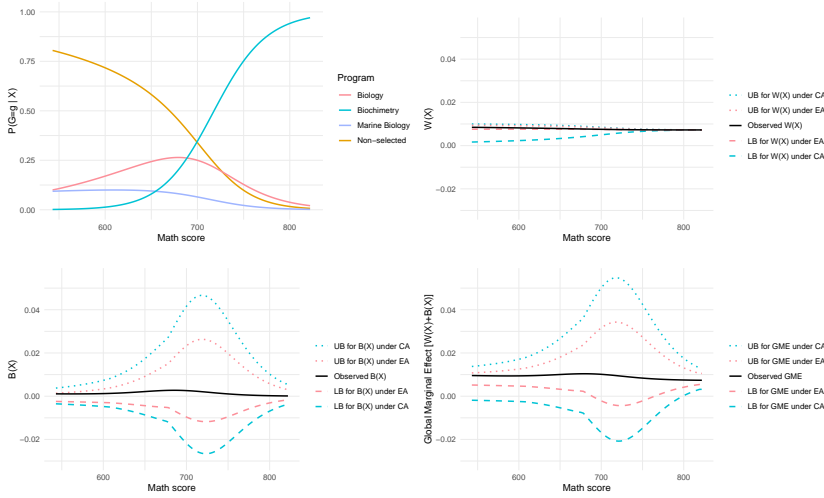 1.00
0.75
0.50
0.25
0.00
P(G=g | X)
600
700
800
Math score
Program
Biology
Biochimetry
Marine Biology
Non-selected
0.04
0.02
0.00
−0.02
W(X)
600
700
800
Math score
UB for W(X) under CA
UB for W(X) under EA
Observed W(X)
LB for W(X) under EA
LB for W(X) under CA
0.04
0.02
0.00
−0.02
B(X)
600
700
800
Math score
UB for B(X) under CA
UB for B(X) under EA
Observed B(X)
LB for B(X) under EA
LB for B(X) under CA
0.04
0.02
0.00
−0.02
Global Marginal Effect [W(X)+B(X)]
600
700
800
Math score
UB for GME under CA
UB for GME under EA
Observed GME
LB for GME under EA
LB for GME under CA